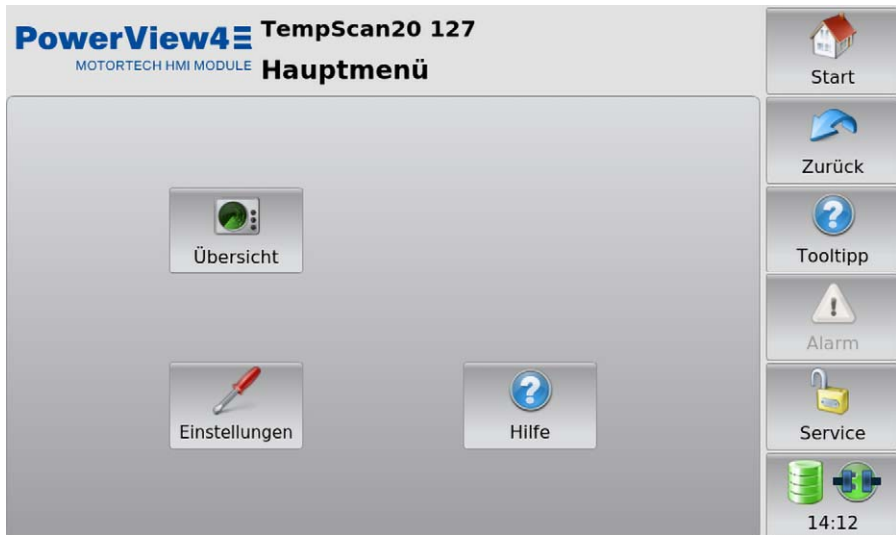 PowerView4
MOTORTECH HMI MODULE
TempScan20 127
Hauptmenü
Übersicht
Einstellungen
Hilfe
Start
Zurück
Tooltipp
Alarm
Service
14:12